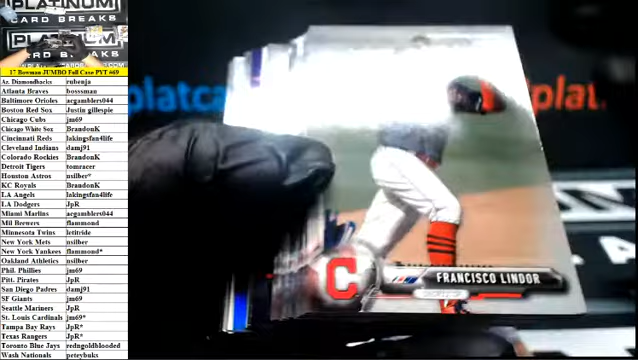 PLATINUM
CARD BREAKS
PLATINUM
CARD BREAKS
17 Bowman JUMBO Full Case PYT #69
Az. Diamondbacks rubenja
Atlanta Braves bosssman
Baltimore Orioles argamblers044
Boston Red Sox Justin gillespie
Chicago Cubs jm69
Chicago White Sox BrandonK
Cincinnati Reds lakingsfan4life
Cleveland Indians damj91
Colorado Rockies BrandonK
Detroit Tigers tomracer
Houston Astros nsilber*
KC Royals BrandonK
LA Angels lakingsfan4life
LA Dodgers JpR
Miami Marlins argamblers044
Mil Brewers flammond
Minnesota Twins letitride
New York Mets nsilber
New York Yankees flammond*
Oakland Athletics nsilber
Phil. Phillies jm69
Pitt. Pirates JpR
San Diego Padres damj91
SF Giants jm69
Seattle Mariners JpR
St. Louis Cardinals jm69*
Tampa Bay Rays JpR*
Texas Rangers JpR*
Toronto Blue Jays redngoldblooded
Wash Nationals peteybuks
platca
plat
C
FRANCISCO LINDOR